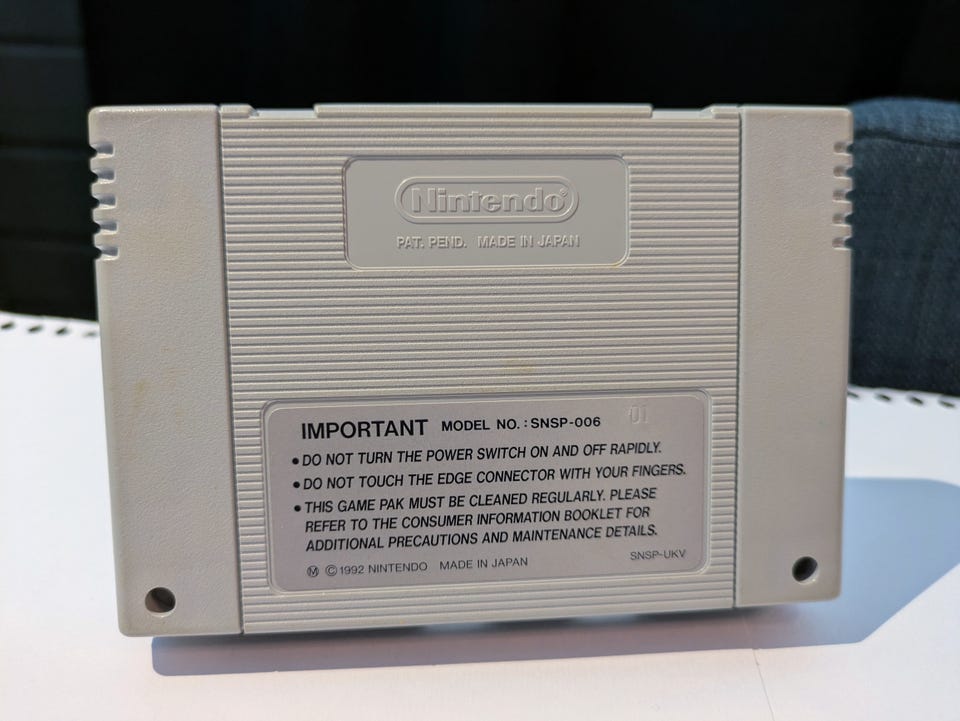 Nintendo®
PAT. PEND. MADE IN JAPAN
IMPORTANT MODEL NO. : SNSP-006 01
• DO NOT TURN THE POWER SWITCH ON AND OFF RAPIDLY.
• DO NOT TOUCH THE EDGE CONNECTOR WITH YOUR FINGERS.
• THIS GAME PAK MUST BE CLEANED REGULARLY. PLEASE
REFER TO THE CONSUMER INFORMATION BOOKLET FOR
ADDITIONAL PRECAUTIONS AND MAINTENANCE DETAILS.
Ⓜ ©1992 NINTENDO MADE IN JAPAN SNSP-UKV